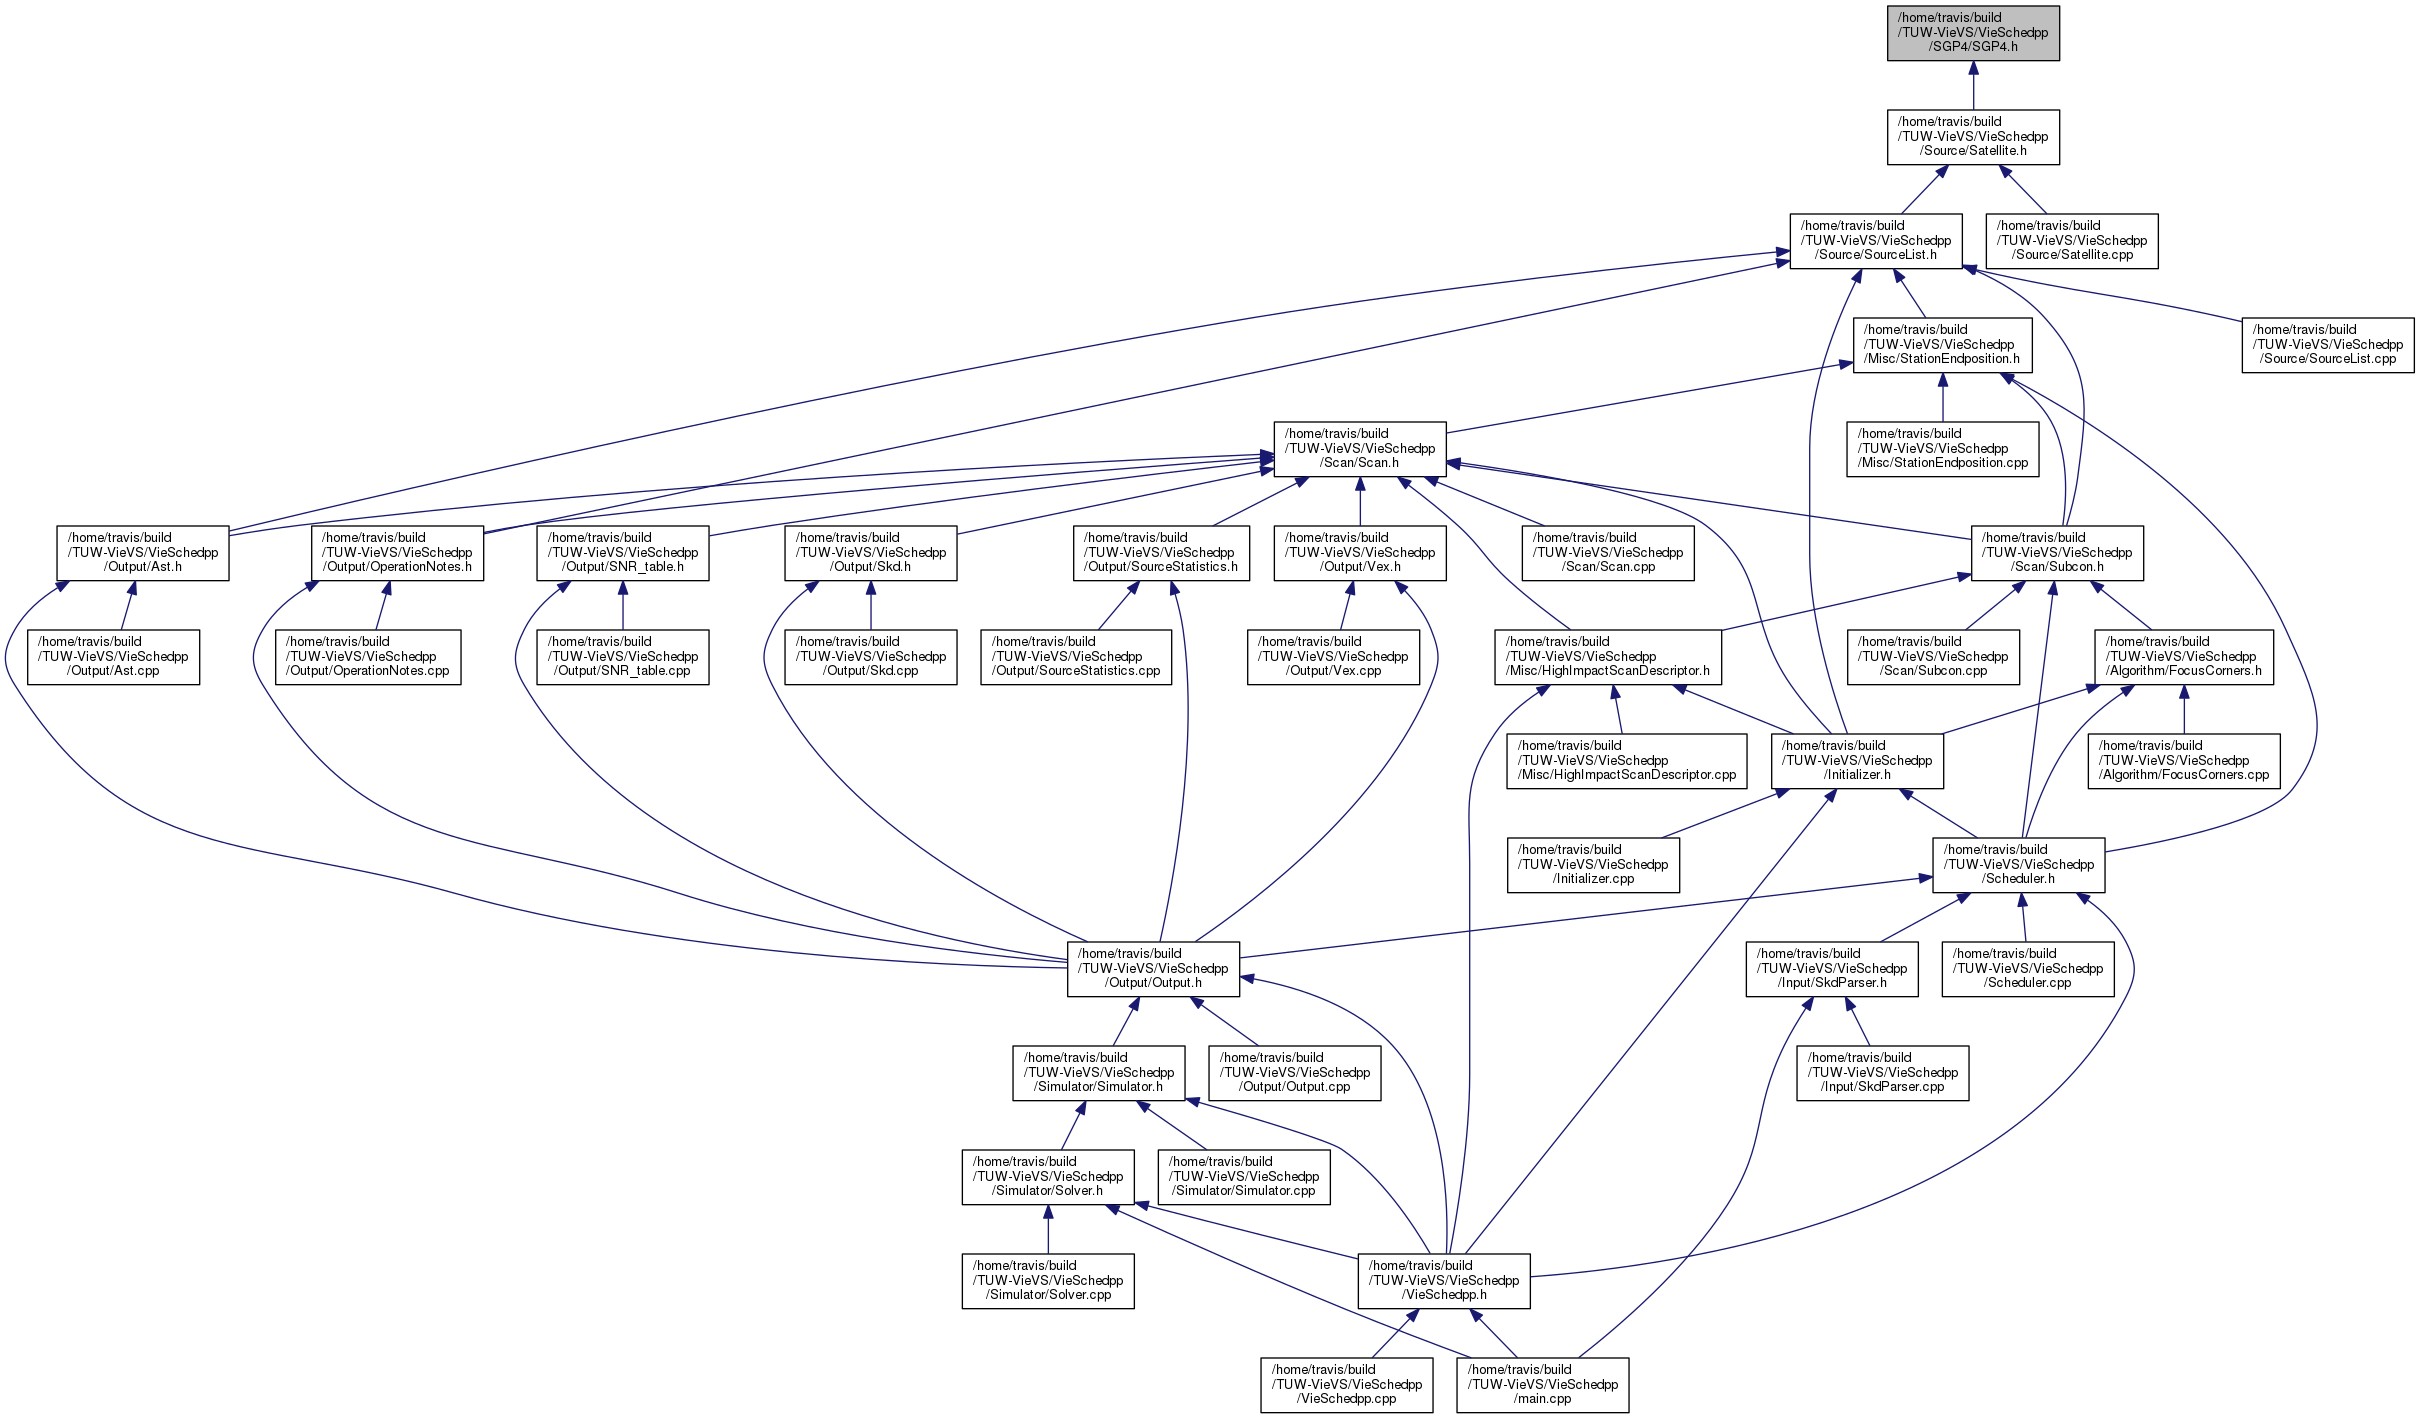 /home/travis/build
/TUW-VieVS/VieSchedpp
/SGP4/SGP4.h
/home/travis/build
/TUW-VieVS/VieSchedpp
/Source/Satellite.h
/home/travis/build
/TUW-VieVS/VieSchedpp
/Source/SourceList.h
/home/travis/build
/TUW-VieVS/VieSchedpp
/Source/Satellite.cpp
/home/travis/build
/TUW-VieVS/VieSchedpp
/Misc/StationEndposition.h
/home/travis/build
/TUW-VieVS/VieSchedpp
/Source/SourceList.cpp
/home/travis/build
/TUW-VieVS/VieSchedpp
/Scan/Scan.h
/home/travis/build
/TUW-VieVS/VieSchedpp
/Misc/StationEndposition.cpp
/home/travis/build
/TUW-VieVS/VieSchedpp
/Output/Ast.h
/home/travis/build
/TUW-VieVS/VieSchedpp
/Output/OperationNotes.h
/home/travis/build
/TUW-VieVS/VieSchedpp
/Output/SNR_table.h
/home/travis/build
/TUW-VieVS/VieSchedpp
/Output/Skd.h
/home/travis/build
/TUW-VieVS/VieSchedpp
/Output/SourceStatistics.h
/home/travis/build
/TUW-VieVS/VieSchedpp
/Output/Vex.h
/home/travis/build
/TUW-VieVS/VieSchedpp
/Scan/Scan.cpp
/home/travis/build
/TUW-VieVS/VieSchedpp
/Scan/Subcon.h
/home/travis/build
/TUW-VieVS/VieSchedpp
/Output/Ast.cpp
/home/travis/build
/TUW-VieVS/VieSchedpp
/Output/OperationNotes.cpp
/home/travis/build
/TUW-VieVS/VieSchedpp
/Output/SNR_table.cpp
/home/travis/build
/TUW-VieVS/VieSchedpp
/Output/Skd.cpp
/home/travis/build
/TUW-VieVS/VieSchedpp
/Output/SourceStatistics.cpp
/home/travis/build
/TUW-VieVS/VieSchedpp
/Output/Vex.cpp
/home/travis/build
/TUW-VieVS/VieSchedpp
/Misc/HighImpactScanDescriptor.h
/home/travis/build
/TUW-VieVS/VieSchedpp
/Scan/Subcon.cpp
/home/travis/build
/TUW-VieVS/VieSchedpp
/Algorithm/FocusCorners.h
/home/travis/build
/TUW-VieVS/VieSchedpp
/Misc/HighImpactScanDescriptor.cpp
/home/travis/build
/TUW-VieVS/VieSchedpp
/Initializer.h
/home/travis/build
/TUW-VieVS/VieSchedpp
/Algorithm/FocusCorners.cpp
/home/travis/build
/TUW-VieVS/VieSchedpp
/Initializer.cpp
/home/travis/build
/TUW-VieVS/VieSchedpp
/Scheduler.h
/home/travis/build
/TUW-VieVS/VieSchedpp
/Output/Output.h
/home/travis/build
/TUW-VieVS/VieSchedpp
/Input/SkdParser.h
/home/travis/build
/TUW-VieVS/VieSchedpp
/Scheduler.cpp
/home/travis/build
/TUW-VieVS/VieSchedpp
/Simulator/Simulator.h
/home/travis/build
/TUW-VieVS/VieSchedpp
/Output/Output.cpp
/home/travis/build
/TUW-VieVS/VieSchedpp
/Input/SkdParser.cpp
/home/travis/build
/TUW-VieVS/VieSchedpp
/Simulator/Solver.h
/home/travis/build
/TUW-VieVS/VieSchedpp
/Simulator/Simulator.cpp
/home/travis/build
/TUW-VieVS/VieSchedpp
/Simulator/Solver.cpp
/home/travis/build
/TUW-VieVS/VieSchedpp
/VieSchedpp.h
/home/travis/build
/TUW-VieVS/VieSchedpp
/VieSchedpp.cpp
/home/travis/build
/TUW-VieVS/VieSchedpp
/main.cpp